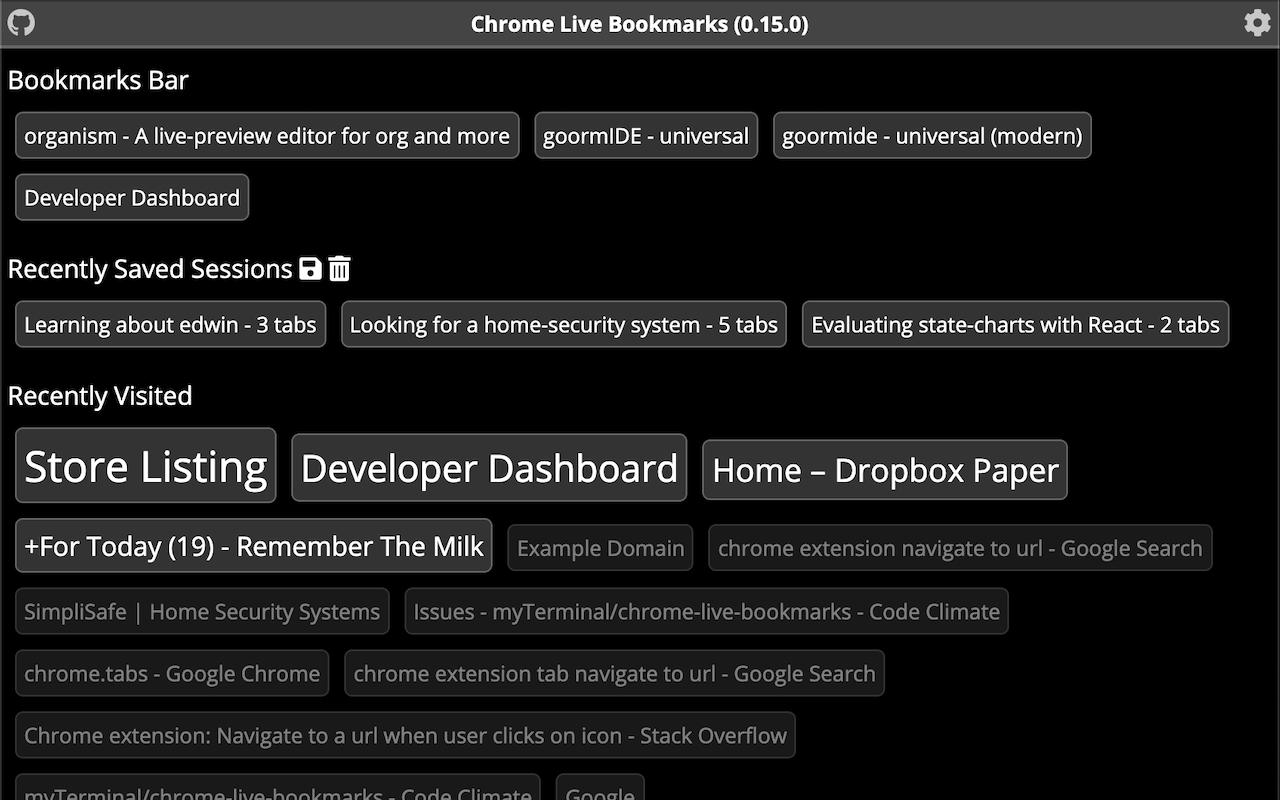 Chrome Live Bookmarks (0.15.0)
Bookmarks Bar
organism - A live-preview editor for org and more
goormIDE - universal
goormide - universal (modern)
Developer Dashboard
Recently Saved Sessions
Learning about edwin - 3 tabs
Looking for a home-security system - 5 tabs
Evaluating state-charts with React - 2 tabs
Recently Visited
Store Listing
Developer Dashboard
Home – Dropbox Paper
+For Today (19) - Remember The Milk
Example Domain
chrome extension navigate to url - Google Search
SimpliSafe | Home Security Systems
Issues - myTerminal/chrome-live-bookmarks - Code Climate
chrome.tabs - Google Chrome
chrome extension tab navigate to url - Google Search
Chrome extension: Navigate to a url when user clicks on icon - Stack Overflow
myTerminal/chrome-live-bookmarks - Code Climate
Google